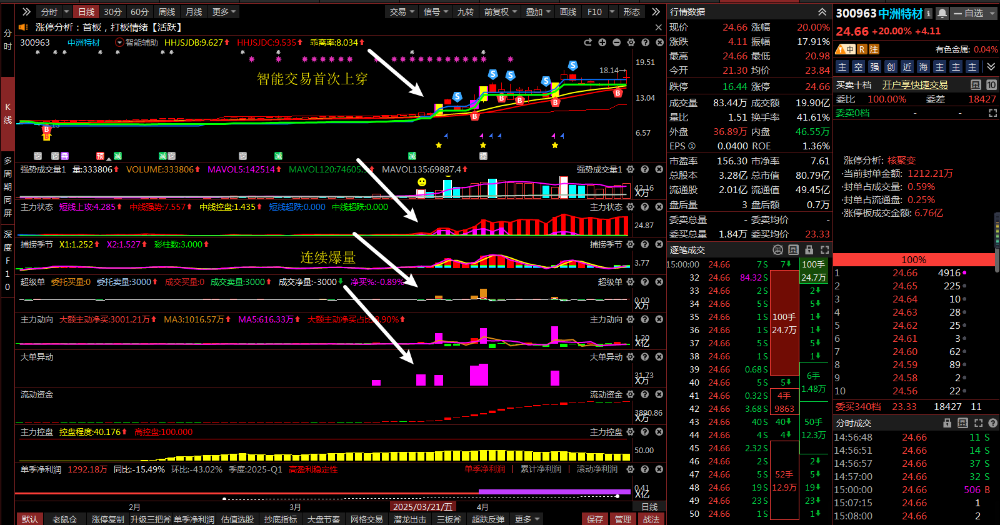 分时 日线 30分 60分 周线 月线 更多 交易 信号 九转 前复权 叠加 画线 F10 形态
涨停分析：首板，打板情绪【活跃】
300963 中洲特材 智能辅助 HHJSJDB:9.627 HHJSJDC:9.535 乖离率:8.034
智能交易首次上穿
18.14
19.51
13.04
6.57
强势成交量1 量:333806 VOLUME:333806 MAVOL5:142514 MAVOL120:74605. MAVOL135:69887.4 强势成交量1
42.16
X万
主力状态 短线上攻:4.285 中线强势:7.557 中线控盘:1.435 短线超跌:0.000 中线超跌:0.000 主力状态
24.87
捕捞季节 X1:1.252 X2:1.527 彩柱数:3.000 捕捞季节
连续爆量
3.77
超级单 委托买量:0 委托卖量:3000 成交买量:0 成交卖量:3000 成交净量:-3000 净买%:-0.89% 超级单
0.00
X万
主力动向 大额主动净买:3001.21万 MA3:1016.57万 MA5:616.33万 大额主动净买占比 3.90% 主力动向
1.20
X亿
大单异动 大单异动
31.73
X万
流动资金 流动资金
3890.86
X万
主力控盘 控盘程度:40.176 高控盘:100.000 主力控盘
50.00
单季净利润 1292.18万 同比:-15.49% 环比:-43.02% 季度:2025-Q1 高盈利稳定性 单季净利润 | 累计净利润 | 滚动净利润
0.41
X亿
2月 3月 2025/03/21/五 4月 日线
默认 老鼠仓 涨停复制 升级三把斧 单季净利润 估值选股 抄底指标 大盘节奏 网格交易 潜龙出击 三板斧 超跌反弹 更多 保存 管理 战法
分时
K线
多周期同屏
深度F10
行情数据
现价 24.66 涨幅 20.00%
涨跌 4.11 振幅 17.91%
最高 24.66 最低 20.98
今开 21.30 均价 23.84
跌停 16.44 涨停 24.66
成交量 83.44万 成交额 19.90亿
量比 1.51 换手率 41.61%
外盘 36.89万 内盘 46.55万
EPS ① 0.0400 ROE 1.36%
市盈率 156.30 市净率 7.61
总股本 3.28亿 总市值 80.79亿
流通股 2.01亿 流通值 49.45亿
盘后量 3 盘后额 0.7万
委卖总量 - 委卖均价 -
委买总量 1.84万 委买均价 23.33
逐笔成交
15:00:00 24.66 7 S 7 100手
32 24.66 84.32 S 24.7万
33 24.66 2 S 2
34 24.66 5 S 5
35 24.66 1 S 100手 1
36 24.66 1 S 24.7万 1
37 24.66 5 S 5
38 24.66 1 S 1
39 24.66 0.68 S 6手
40 24.66 5 S 5 1.48万
41 24.66 0.32 S 4手
42 24.66 3.68 S 9863
43 24.66 40 S 40 50手
44 24.66 4 S 4 12.3万
45 24.66 2.32 S
46 24.66 2 S 2
47 24.66 5 S 52手 5
48 24.66 19 S 12.9万 19
49 24.66 23 S 23
50 24.66 1 S 1
300963 中洲特材 自选
24.66 +20.00% +4.11
中 R 注 有色金属: 0.04%
主 空 强 创 近 海 主 主 主
买卖十档 开户享快捷交易 量 10
委比 100.00% 委差 18427
委卖0档 - -
涨停分析: 核聚变
·当前封单金额: 1212.21万
·封单占成交量: 0.59%
·封单占流通盘: 0.25%
·涨停板成交金额: 6.76亿
100%
1 24.66 4916
2 24.65 225
3 24.64 10
4 24.63 28
5 24.62 25
6 24.61 3
7 24.60 62
8 24.59 89
9 24.58 2
10 24.56 22
委买340档 23.33 18427 11
分时成交
14:56:48 24.66 11 S
14:56:51 24.66 14 S
14:56:57 24.66 37 S
14:57:00 24.66 32 S
15:00:00 24.66 506 B
15:07:15 24.66 1
15:08:00 24.66 2